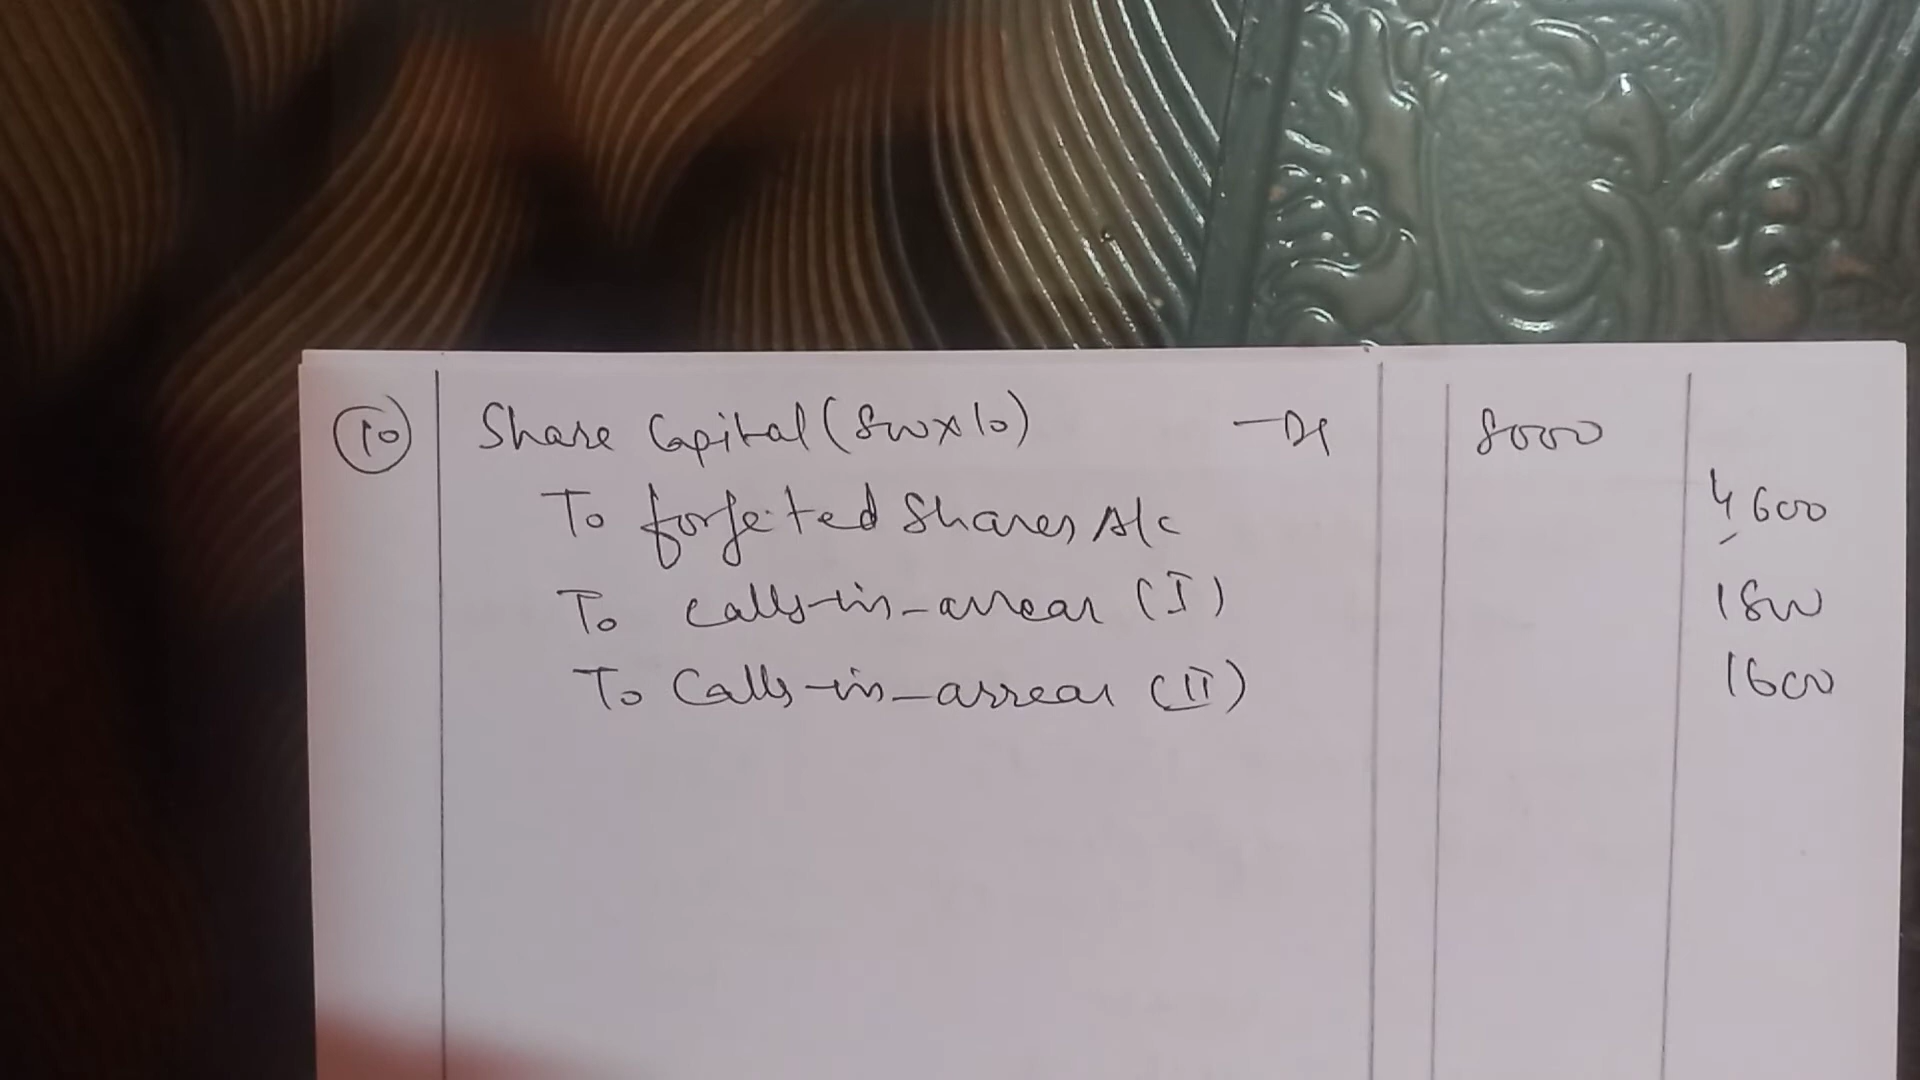 10 Share Capital (800x10) - Dr 8000
To forfeited Shares A/c 4600
To calls-in-arrear (I) 1800
To Calls-in-arrear (II) 1600